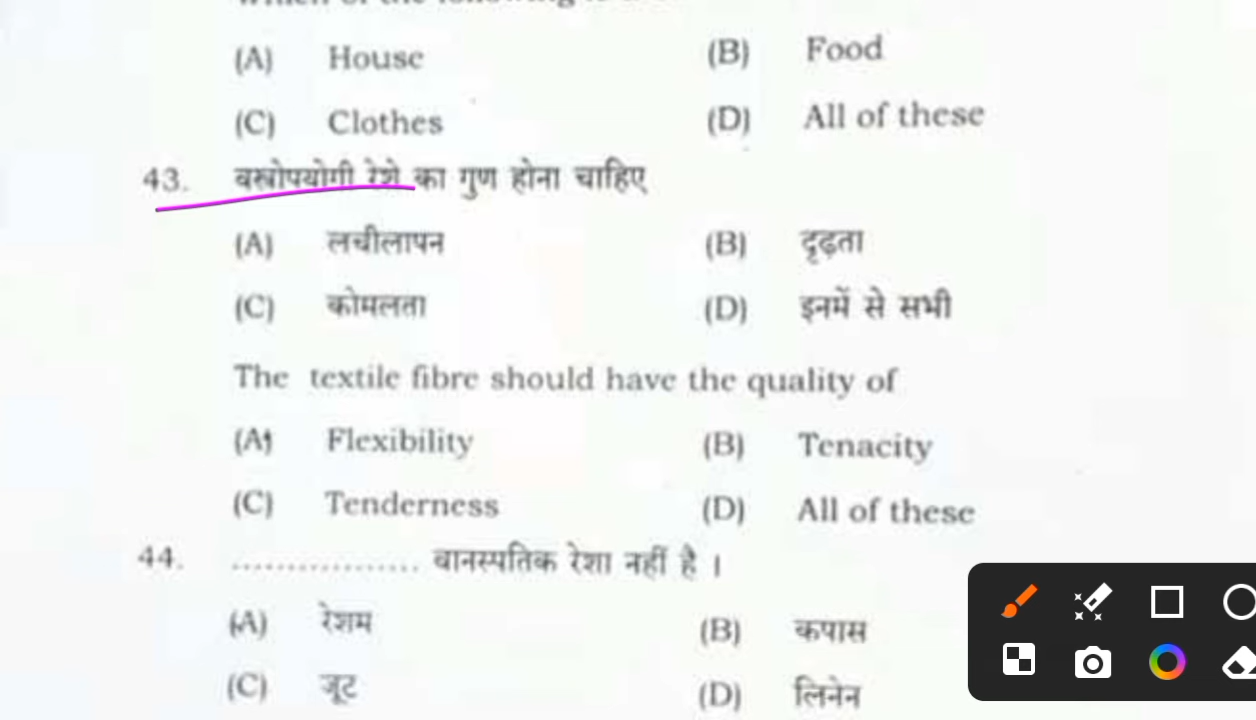 (A) House (B) Food
(C) Clothes (D) All of these
43. वस्त्रोपयोगी रेशे का गुण होना चाहिए
(A) लचीलापन (B) दृढ़ता
(C) कोमलता (D) इनमें से सभी
The textile fibre should have the quality of
(A) Flexibility (B) Tenacity
(C) Tenderness (D) All of these
44. ................. वानस्पतिक रेशा नहीं है ।
(A) रेशम (B) कपास
(C) जूट (D) लिनेन